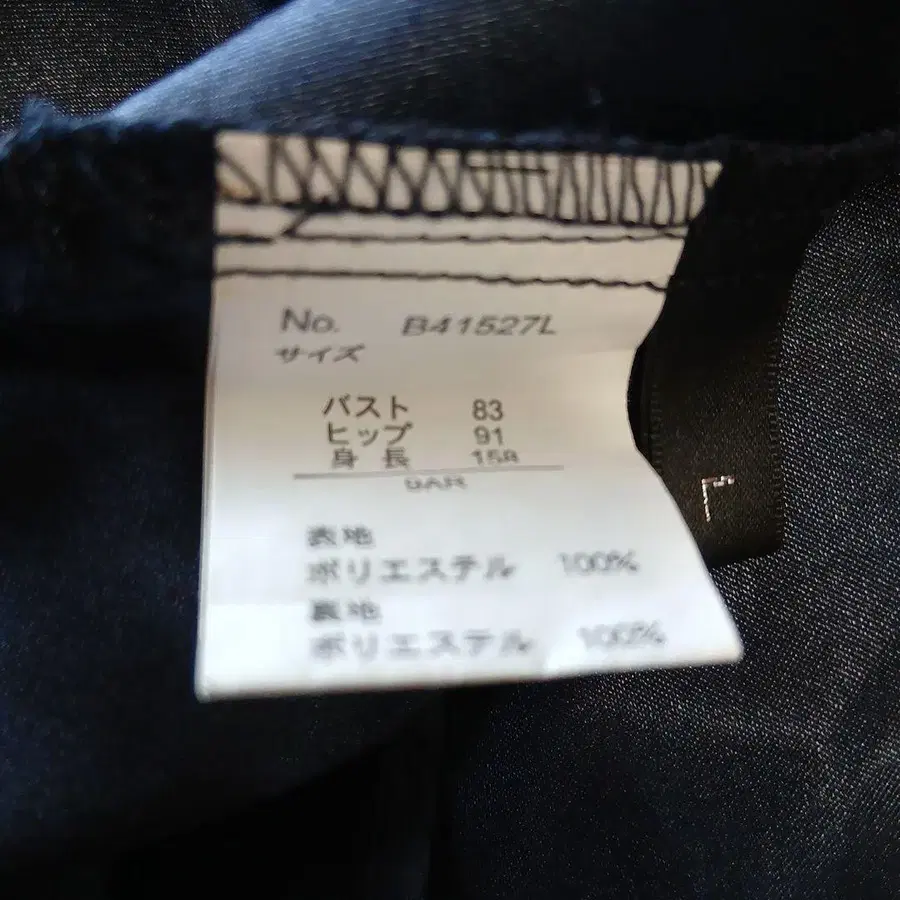 No. B41527L
サイズ
バスト 83
ヒップ 91
身長 158
9AR
表地
ポリエステル 100%
裏地
ポリエステル 100%
L